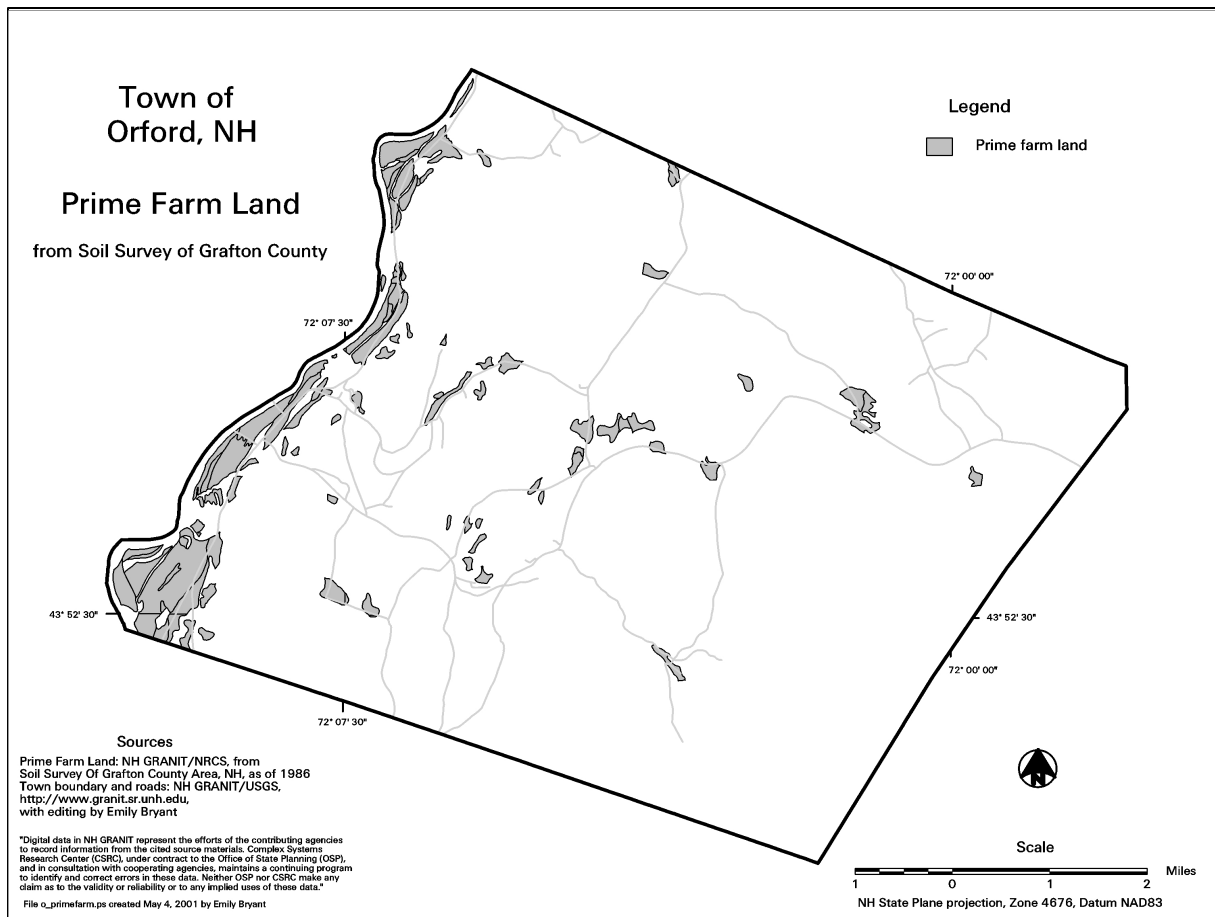 Town of
Orford, NH
Prime Farm Land
from Soil Survey of Grafton County
Legend
Prime farm land
72° 00' 00"
72° 07' 30"
43° 52' 30"
43° 52' 30"
72° 00' 00"
72° 07' 30"
Sources
Prime Farm Land: NH GRANIT/NRCS, from
Soil Survey Of Grafton County Area, NH, as of 1986
Town boundary and roads: NH GRANIT/USGS,
http://www.granit.sr.unh.edu,
with editing by Emily Bryant
"Digital data in NH GRANIT represent the efforts of the contributing agencies
to record information from the cited source materials. Complex Systems
Research Center (CSRC), under contract to the Office of State Planning (OSP),
and in consultation with cooperating agencies, maintains a continuing program
to identify and correct errors in these data. Neither OSP nor CSRC make any
claim as to the validity or reliability or to any implied uses of these data."
File o_primefarm.ps created May 4, 2001 by Emily Bryant
N
Scale
Miles
1 0 1 2
NH State Plane projection, Zone 4676, Datum NAD83